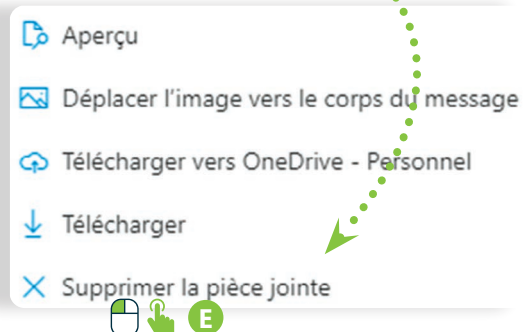 Aperçu
Déplacer l'image vers le corps du message
Télécharger vers OneDrive - Personnel
Télécharger
Supprimer la pièce jointe
E